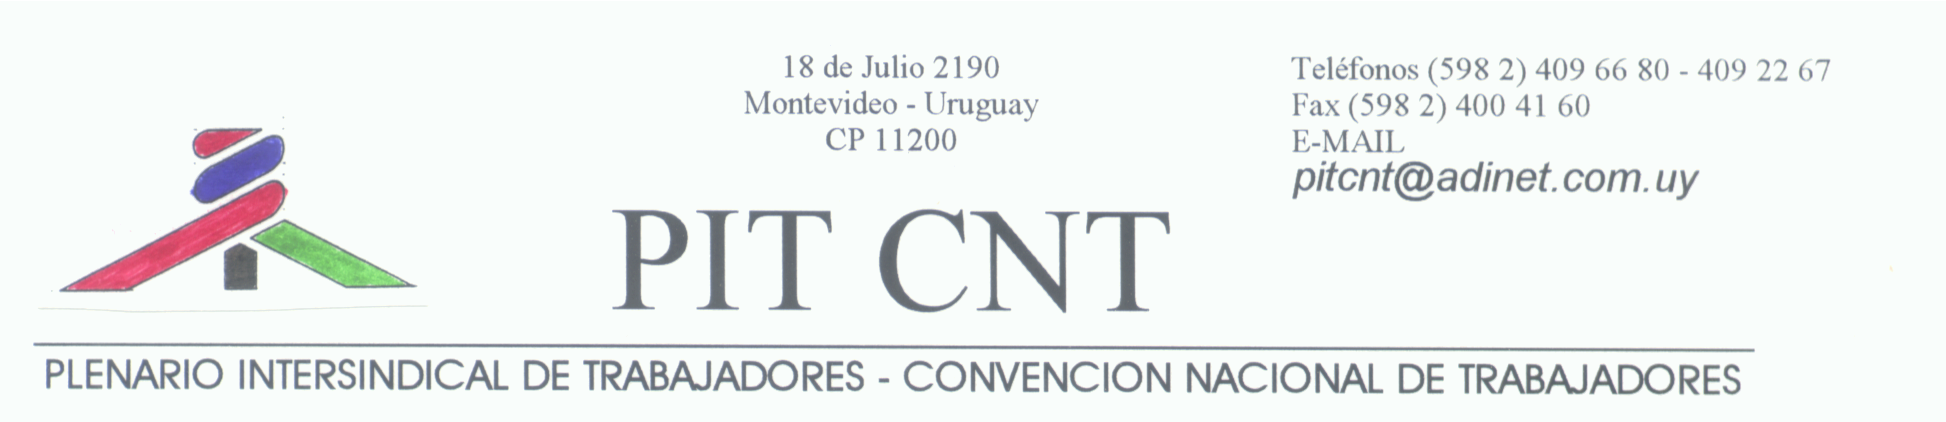 18 de Julio 2190
Montevideo - Uruguay
CP 11200
Teléfonos (598 2) 409 66 80 - 409 22 67
Fax (598 2) 400 41 60
E-MAIL
pitcnt@adinet.com.uy
PIT CNT
PLENARIO INTERSINDICAL DE TRABAJADORES - CONVENCION NACIONAL DE TRABAJADORES